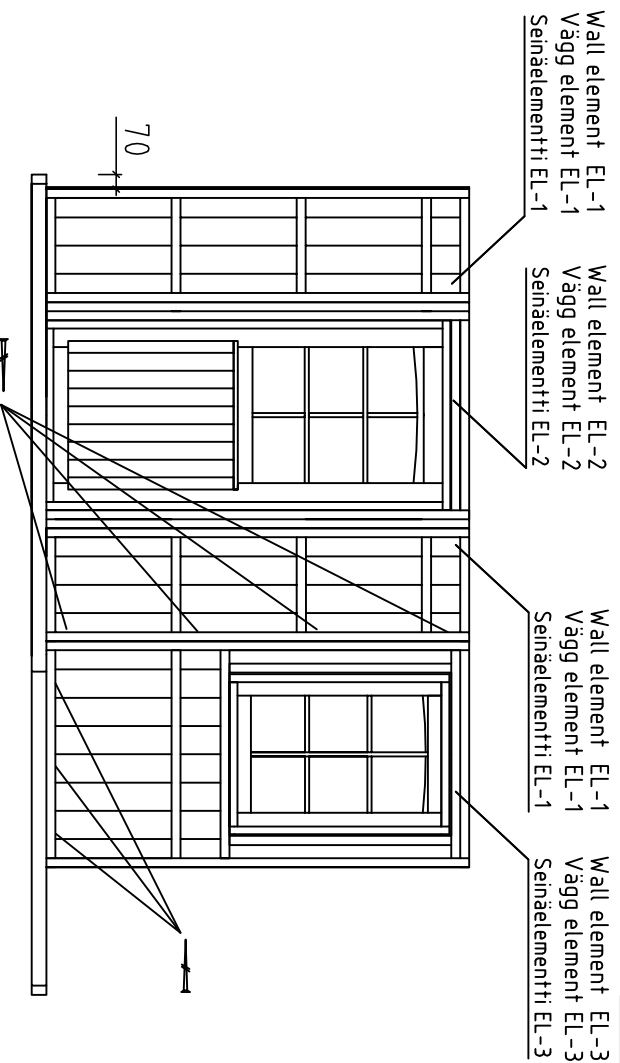 Wall element EL-1
Vägg element EL-1
Seinäelementti EL-1
Wall element EL-2
Vägg element EL-2
Seinäelementti EL-2
Wall element EL-1
Vägg element EL-1
Seinäelementti EL-1
Wall element EL-3
Vägg element EL-3
Seinäelementti EL-3
70